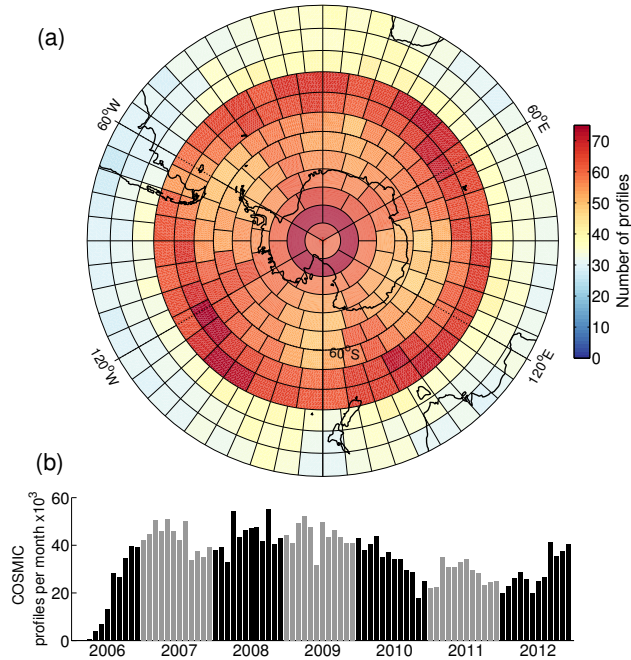 (a)
60°W
60°E
70
60
50
40
30
20
10
0
Number of profiles
60°S
120°W
120°E
(b)
60
40
20
0
COSMIC
profiles per month x10³
2006 2007 2008 2009 2010 2011 2012